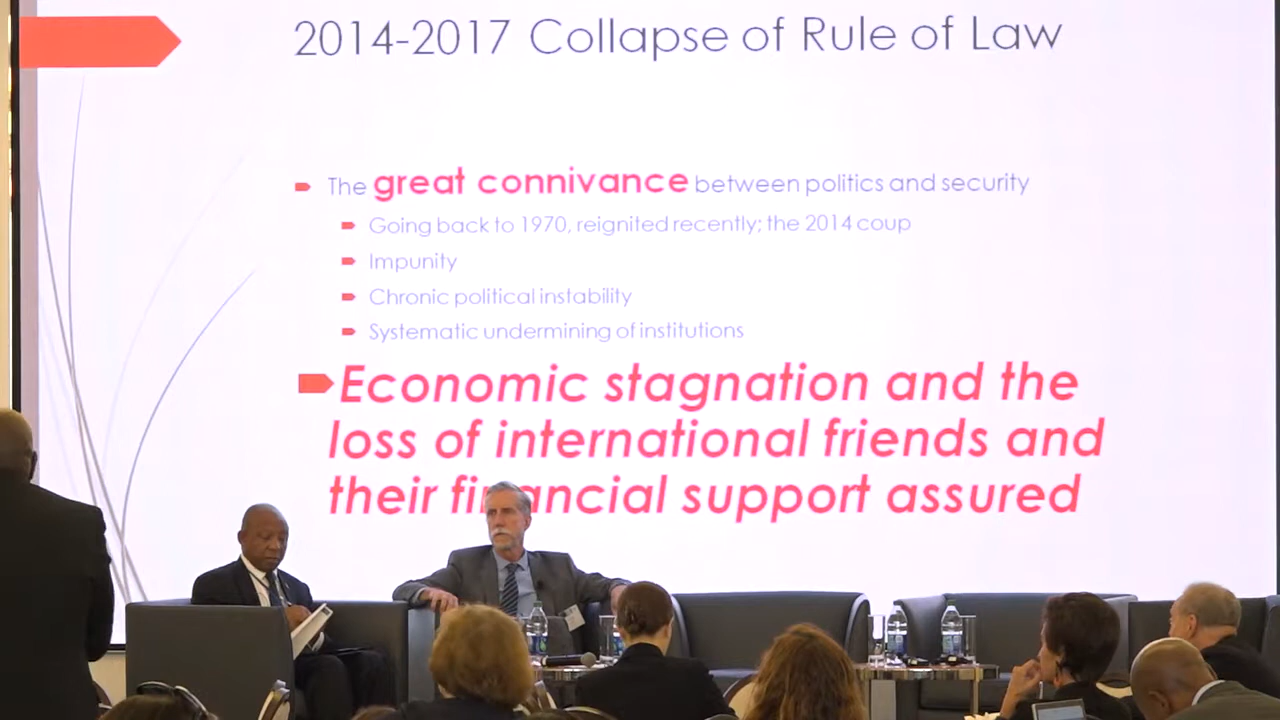 2014-2017 Collapse of Rule of Law
The great connivance between politics and security
Going back to 1970, reignited recently; the 2014 coup
Impunity
Chronic political instability
Systematic undermining of institutions
Economic stagnation and the
loss of international friends and
their financial support assured